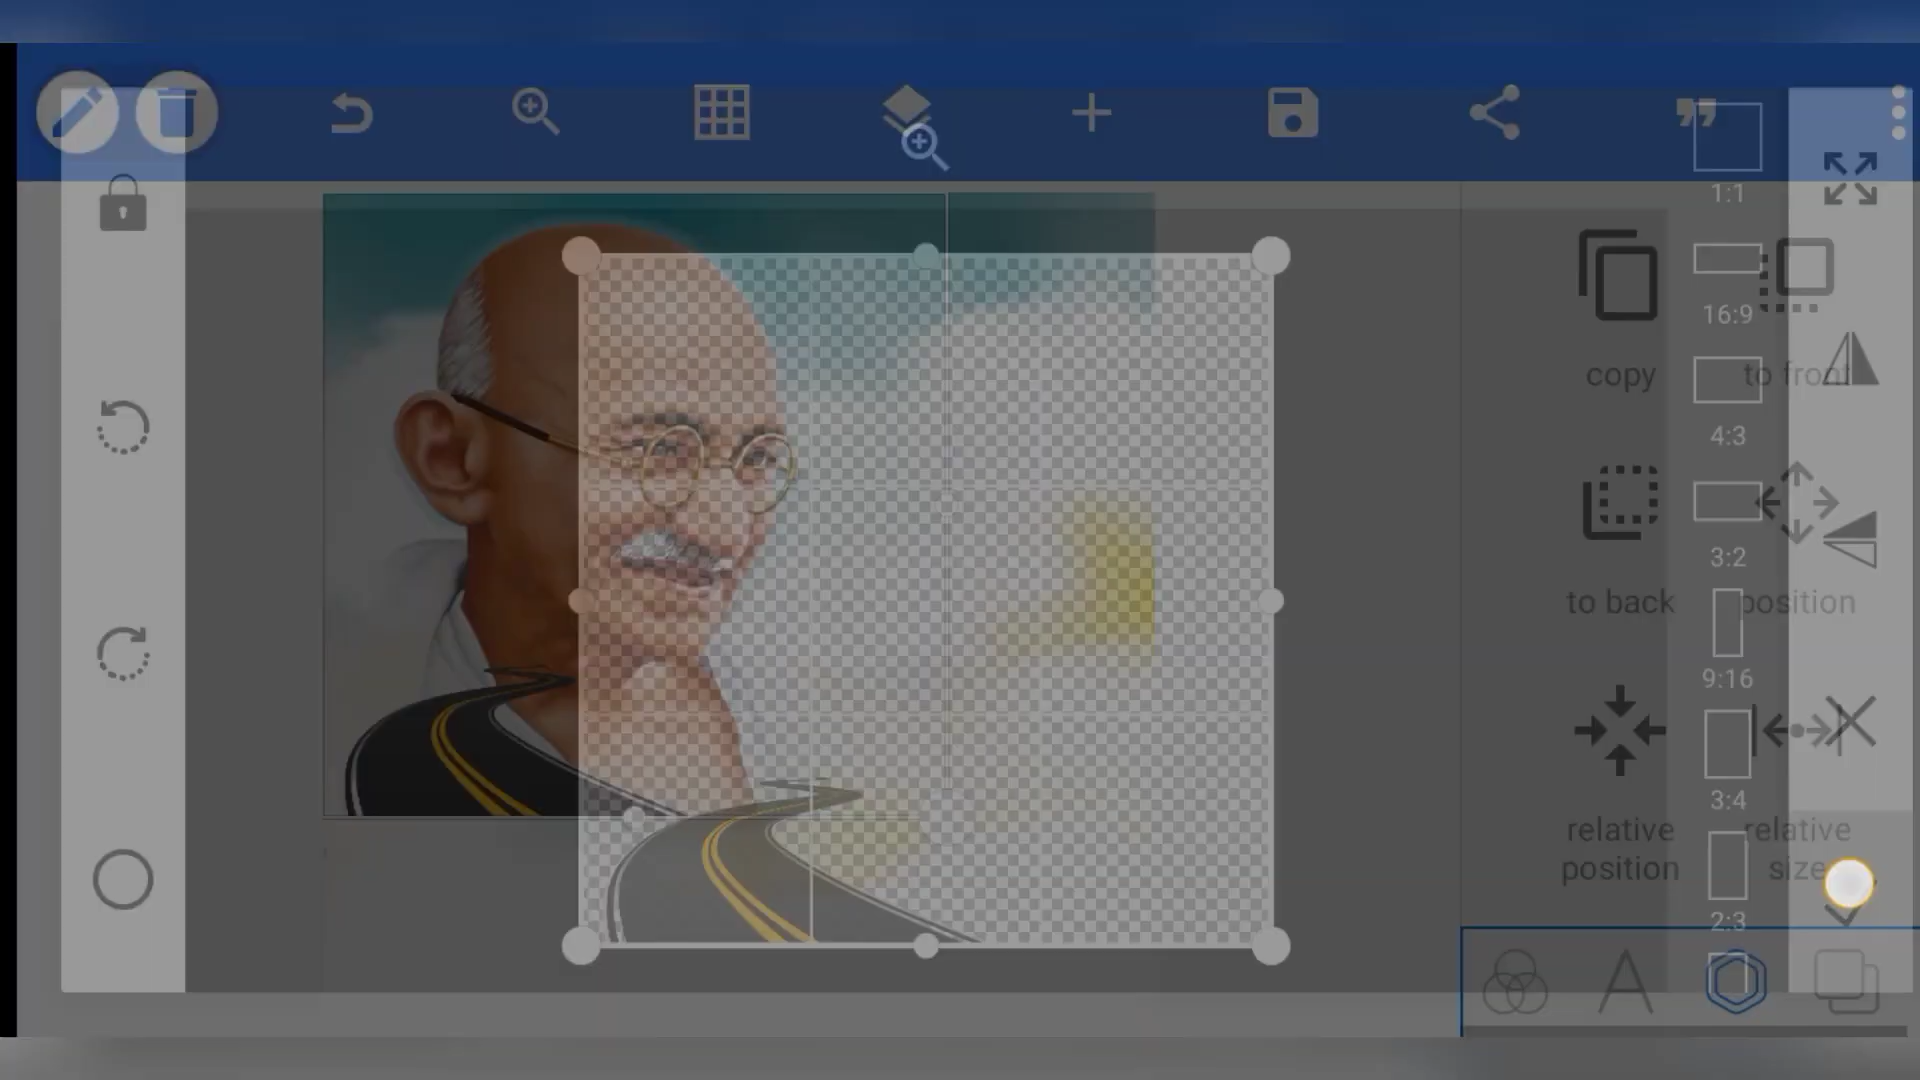 1:1
16:9
copy
to front
4:3
3:2
to back
position
9:16
3:4
relative
position
relative
size
2:3